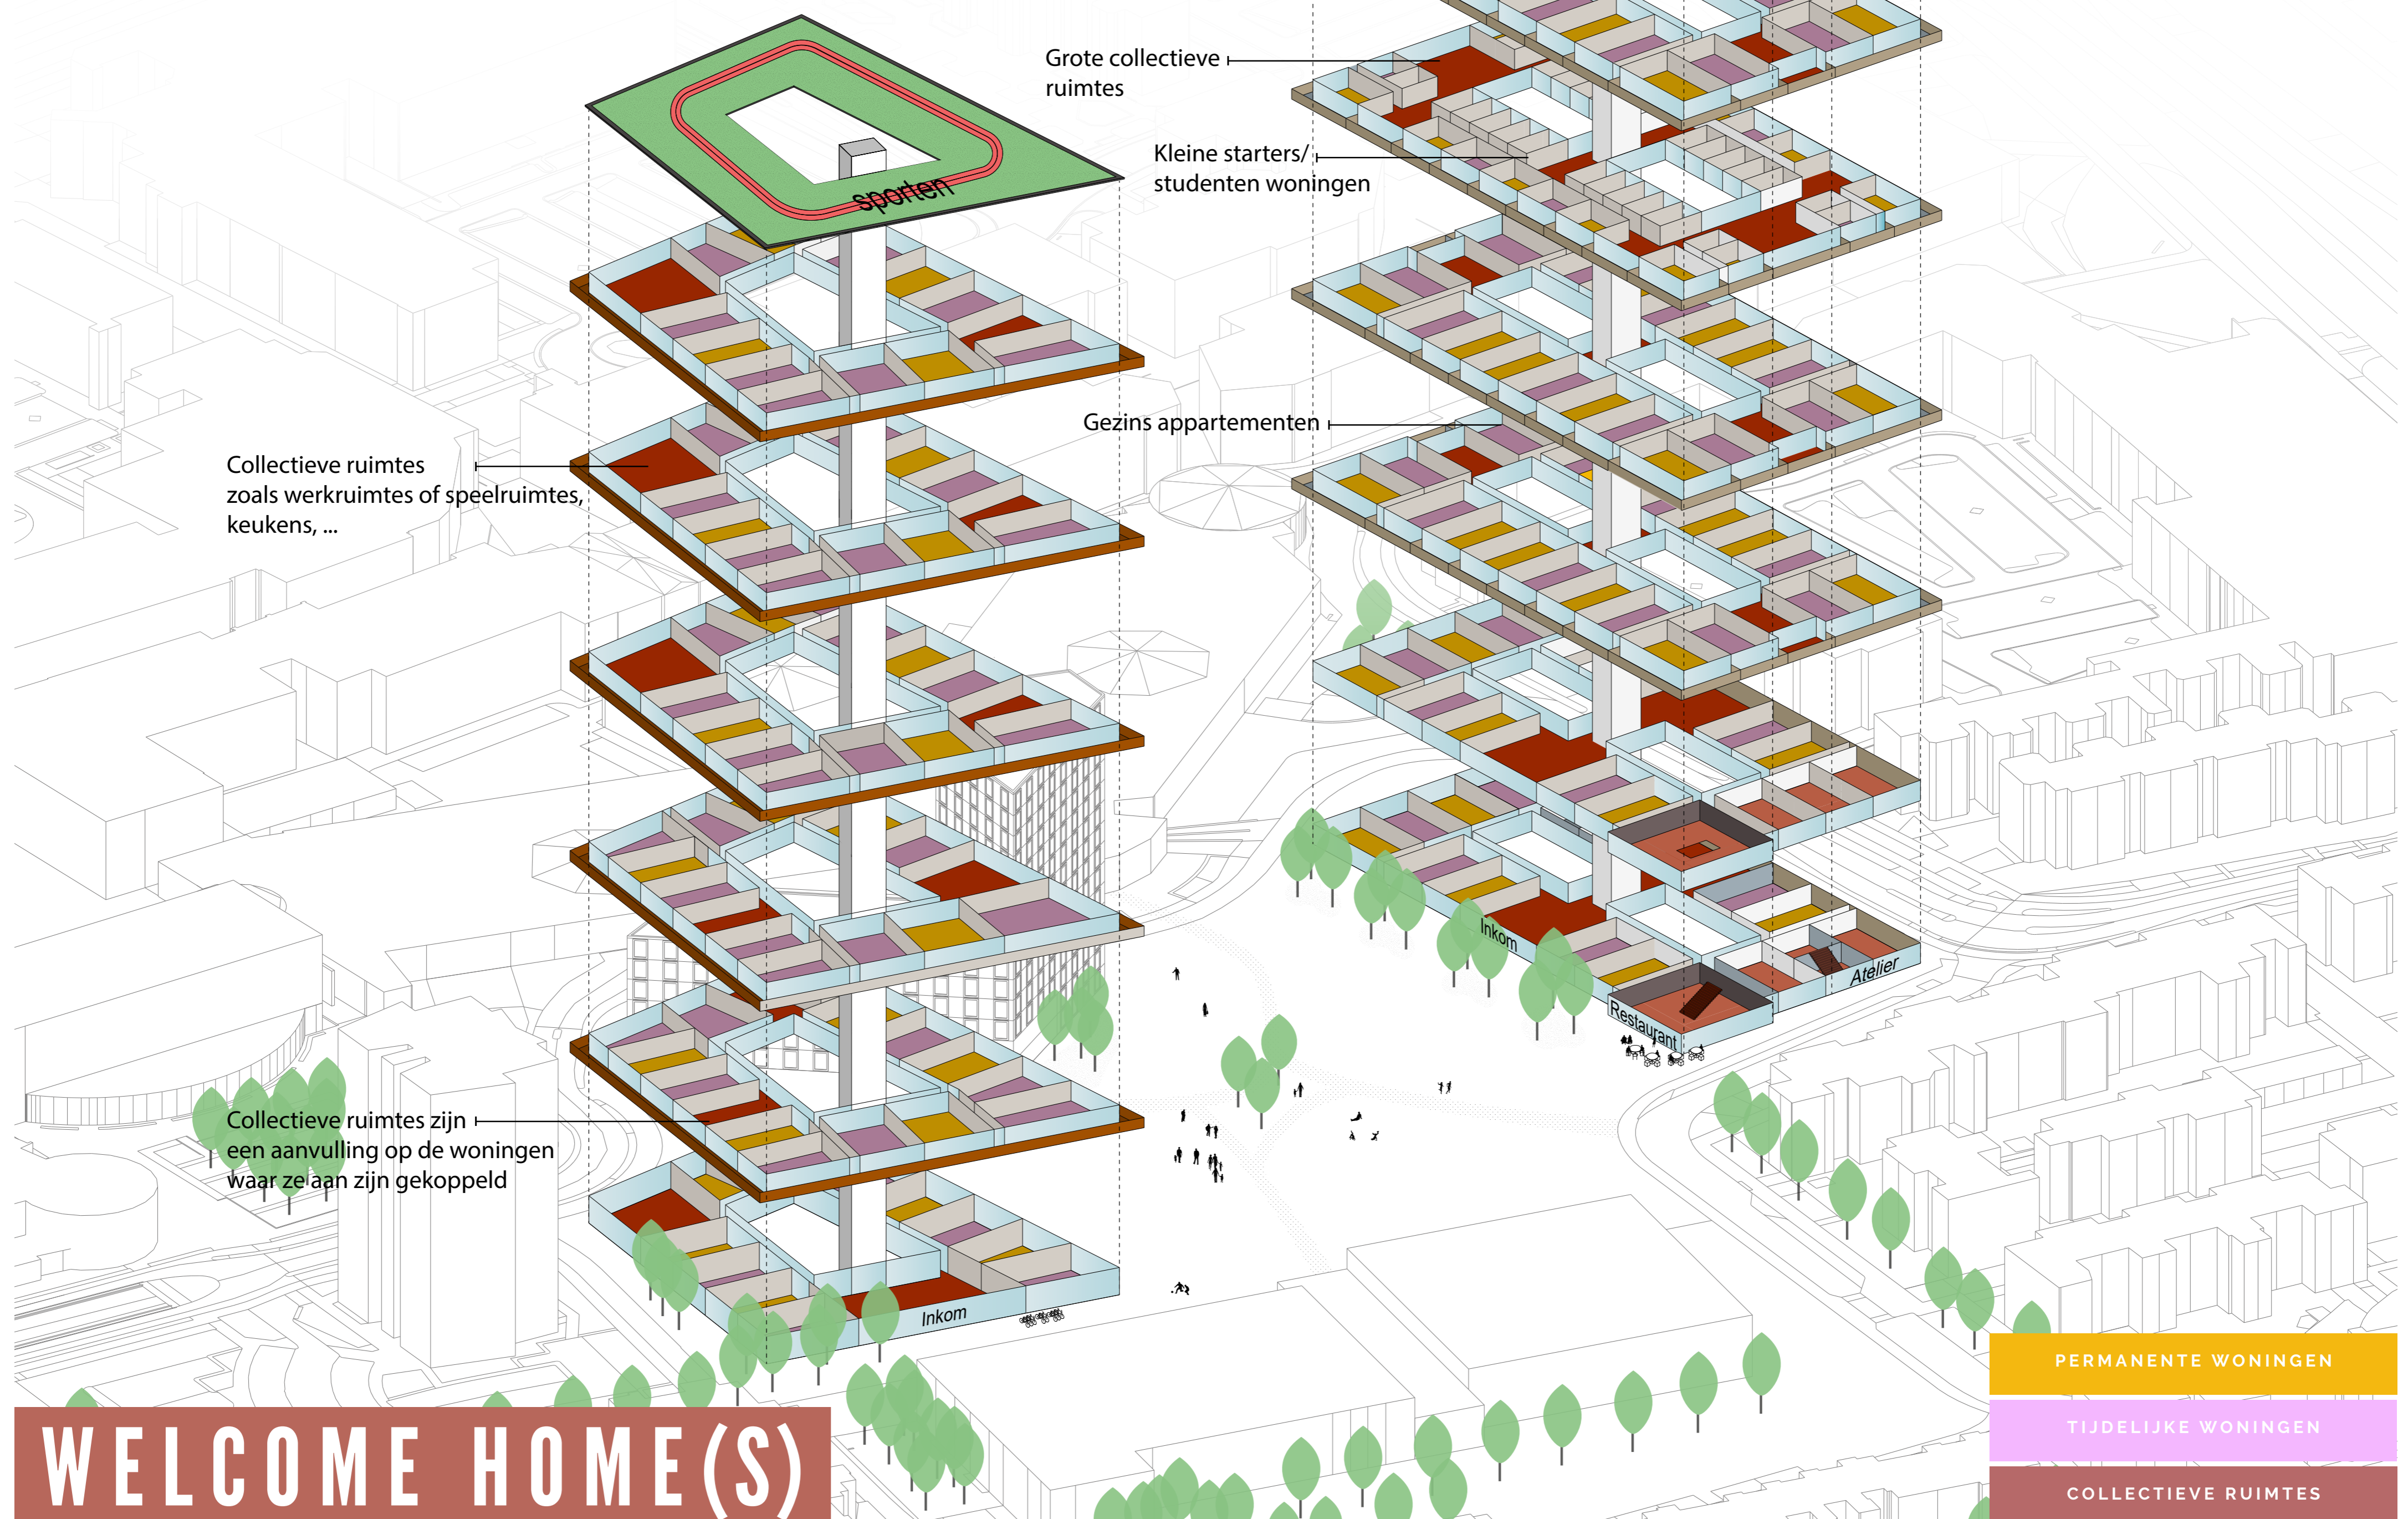 Grote collectieve
ruimtes
Kleine starters/
studenten woningen
sporten
Gezins appartementen
Collectieve ruimtes
zoals werkruimtes of speelruimtes,
keukens, ...
Inkom
Atelier
Restaurant
Collectieve ruimtes zijn
een aanvulling op de woningen
waar ze aan zijn gekoppeld
Inkom
PERMANENTE WONINGEN
TIJDELIJKE WONINGEN
COLLECTIEVE RUIMTES
WELCOME HOME(S)